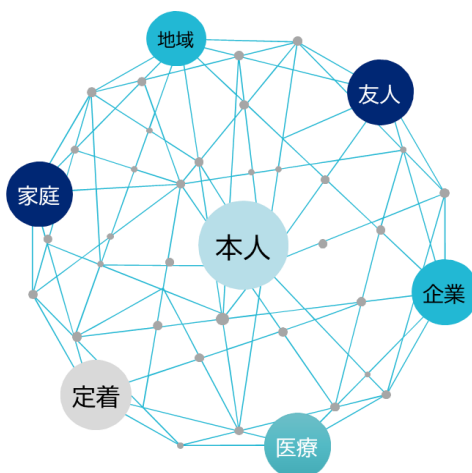 地域
友人
家庭
本人
企業
定着
医療